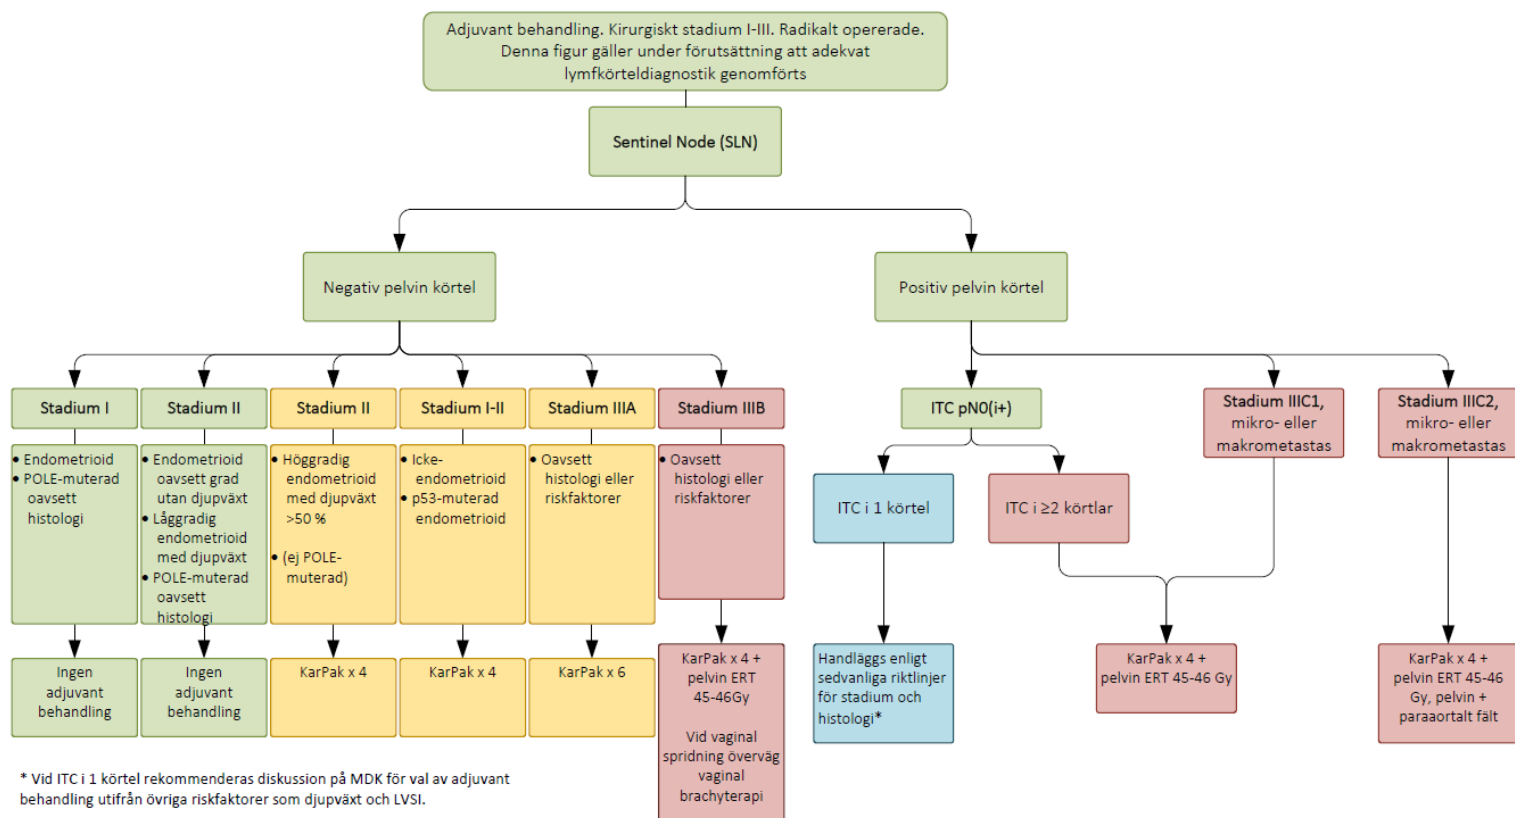 Adjuvant behandling. Kirurgiskt stadium I-III. Radikalt opererade.
Denna figur gäller under förutsättning att adekvat
lymfkörteldiagnostik genomförts
Sentinel Node (SLN)
Negativ pelvin körtel
Positiv pelvin körtel
Stadium I
• Endometrioid
• POLE-muterad
oavsett
histologi
Ingen
adjuvant
behandling
Stadium II
• Endometrioid
oavsett grad
utan djupväxt
• Låggradig
endometrioid
med djupväxt
• POLE-muterad
oavsett
histologi
Ingen
adjuvant
behandling
Stadium II
• Höggradig
endometrioid
med djupväxt
>50 %
• (ej POLE-
muterad)
KarPak x 4
Stadium I-II
• Icke-
endometrioid
• p53-muterad
endometrioid
KarPak x 4
Stadium IIIA
• Oavsett
histologi eller
riskfaktorer
KarPak x 6
Stadium IIIB
• Oavsett
histologi eller
riskfaktorer
KarPak x 4 +
pelvin ERT
45-46Gy
Vid vaginal
spridning överväg
vaginal
brachyterapi
ITC pN0(i+)
ITC i 1 körtel
Handläggs enligt
sedvanliga riktlinjer
för stadium och
histologi*
ITC i ≥2 körtlar
Stadium IIIC1,
mikro- eller
makrometastas
KarPak x 4 +
pelvin ERT 45-46 Gy
Stadium IIIC2,
mikro- eller
makrometastas
KarPak x 4 +
pelvin ERT 45-46
Gy, pelvin +
paraaortalt fält
* Vid ITC i 1 körtel rekommenderas diskussion på MDK för val av adjuvant
behandling utifrån övriga riskfaktorer som djupväxt och LVSI.